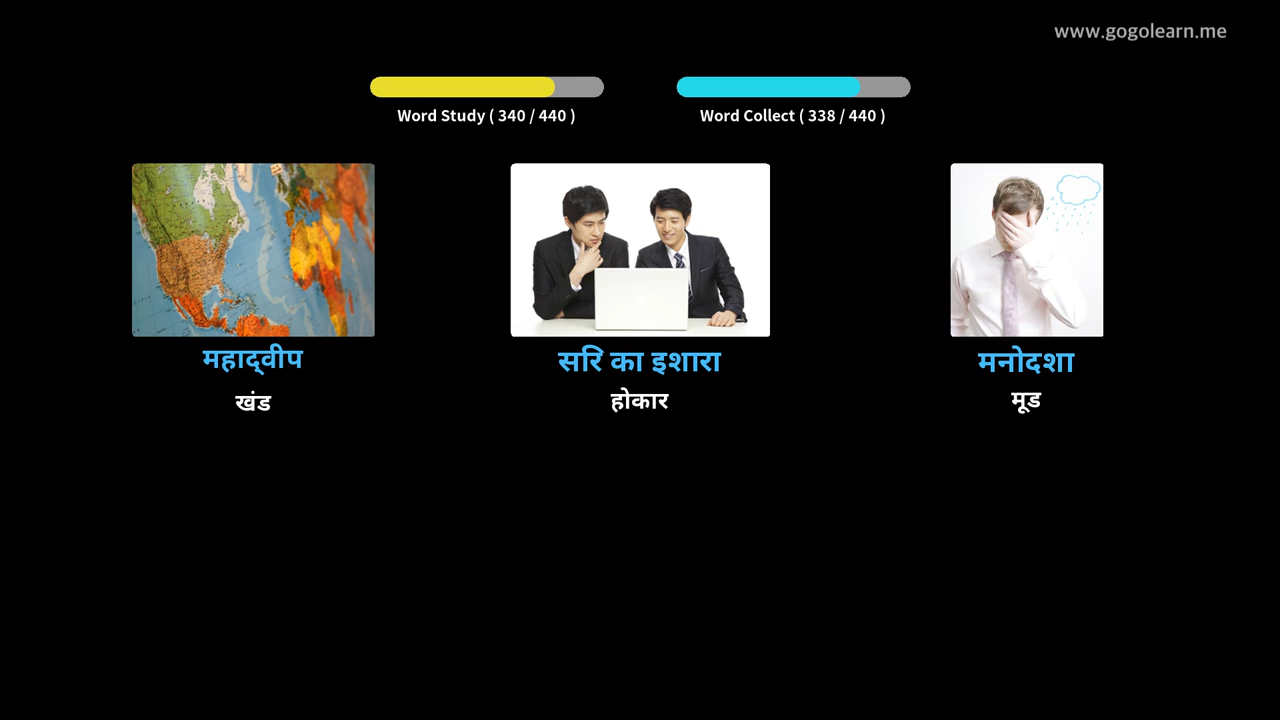 www.gogolearn.me
Word Study ( 340 / 440 )
Word Collect ( 338 / 440 )
महाद्‌वीप
सरि का इशारा
मनोदशा
खंड
होकार
मूड